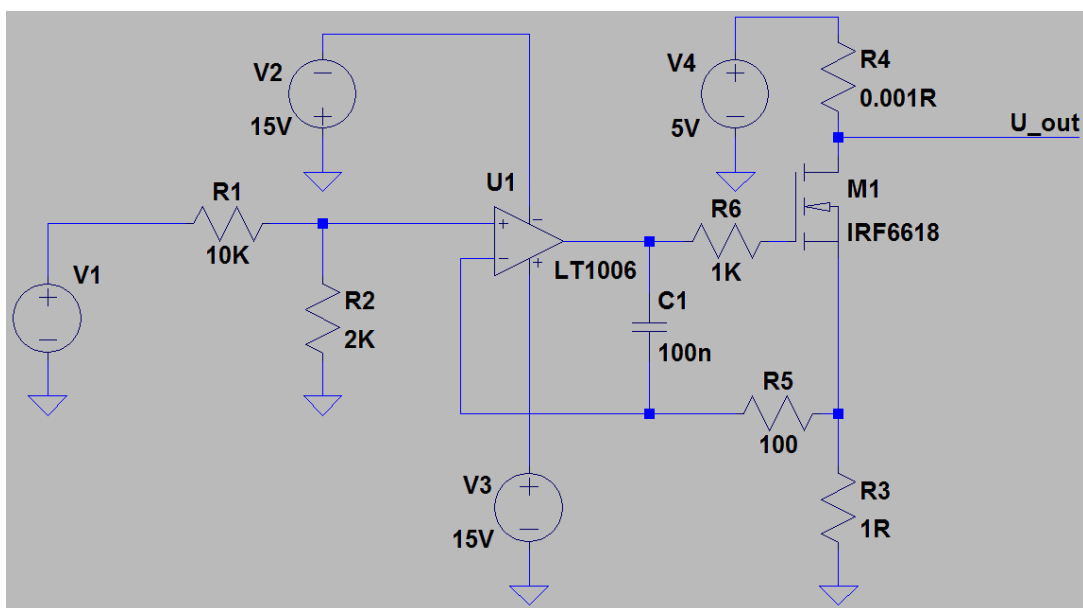 V2
15V
V4
5V
R4
0.001R
U_out
U1
M1
IRF6618
R1
10K
R6
1K
LT1006
V1
R2
2K
C1
100n
R5
100
V3
15V
R3
1R